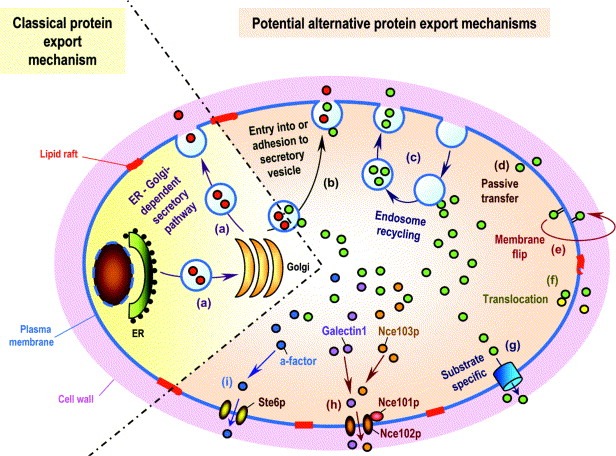 Classical protein
export
mechanism
Potential alternative protein export mechanisms
Lipid raft
ER - Golgi-
dependent
secretory
pathway
(a)
Entry into or
adhesion to
secretory
vesicle
(b)
(c)
Endosome
recycling
(d)
Passive
transfer
Membrane
flip
(e)
(f)
Translocation
(a)
Golgi
ER
Plasma
membrane
Cell wall
Galectin1
Nce103p
a-factor
(g)
Substrate
specific
(i)
Ste6p
(h)
Nce101p
Nce102p